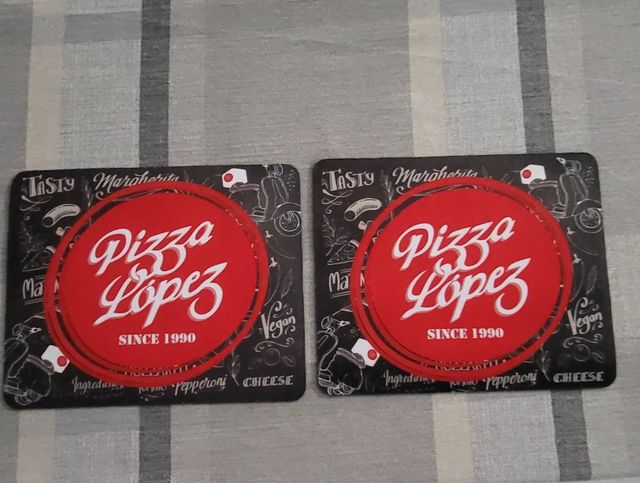 TASTY
Margherita
Pizza
López
SINCE 1990
Vegan
Pepperoni
CHEESE
TASTY
Margherita
Pizza
López
SINCE 1990
Vegan
Pepperoni
CHEESE